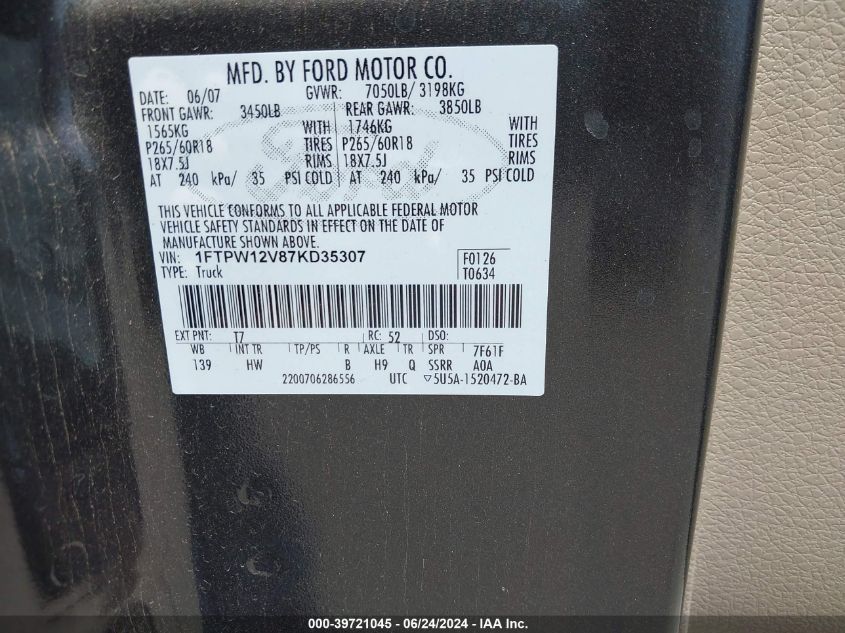 MFD. BY FORD MOTOR CO.
DATE: 06/07 GVWR: 7050LB/ 3198KG
FRONT GAWR: 3450LB REAR GAWR: 3850LB
1565KG WITH 1746KG WITH
P265/60R18 TIRES P265/60R18 TIRES
18X7.5J RIMS 18X7.5J RIMS
AT 240 kPa/ 35 PSI COLD AT 240 kPa/ 35 PSI COLD
Ford
THIS VEHICLE CONFORMS TO ALL APPLICABLE FEDERAL MOTOR
VEHICLE SAFETY STANDARDS IN EFFECT ON THE DATE OF
MANUFACTURE SHOWN ABOVE.
VIN: 1FTPW12V87KD35307 F0126
TYPE: Truck T0634
EXT PNT: T7 RC: 52 DSO:
WB INT TR TP/PS R AXLE TR SPR 7F61F
139 HW B H9 Q SSRR A0A
2200706286556 UTC ▽5U5A-1520472-BA
000-39721045 - 06/24/2024 - IAA Inc.